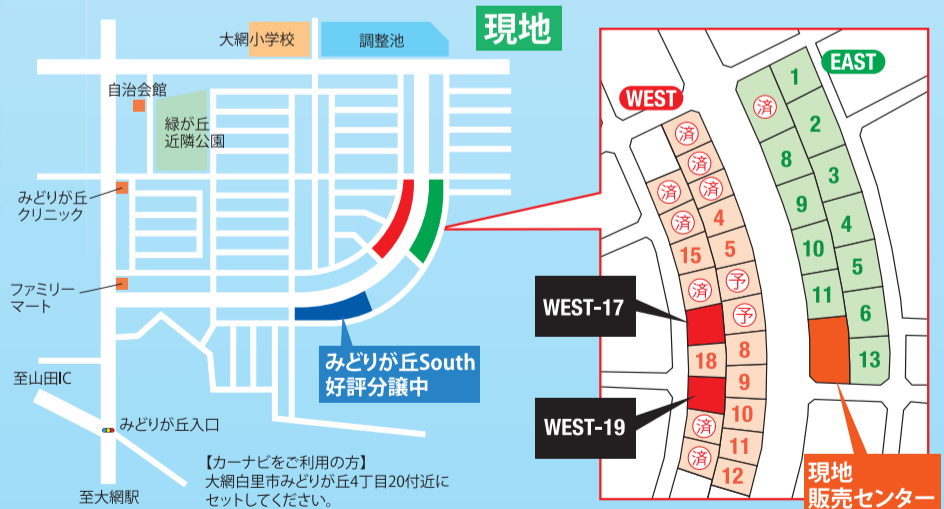 現地
大網小学校
調整池
自治会館
緑が丘
近隣公園
みどりが丘
クリニック
ファミリー
マート
みどりが丘South
好評分譲中
至山田IC
みどりが丘入口
至大網駅
【カーナビをご利用の方】
大網白里市みどりが丘4丁目20付近に
セットしてください。
WEST
済
済
済 済
済 4
15 5
済 予
予
18 8
9
済 10
済 11
12
WEST-17
WEST-19
EAST
1
済 2
8 3
9 4
10 5
11 6
13
現地
販売センター